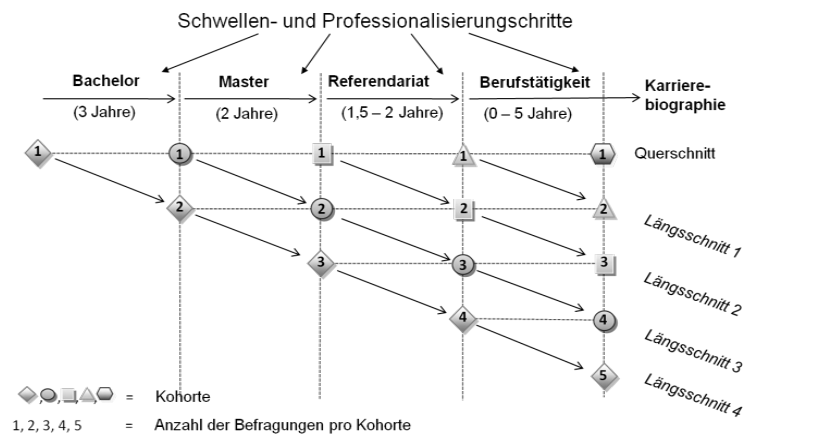 Schwellen- und Professionalisierungschritte
Bachelor
Master
Referendariat
Berufstätigkeit
Karriere-
biographie
(3 Jahre)
(2 Jahre)
(1,5 – 2 Jahre)
(0 – 5 Jahre)
1 1 1 1 1 Querschnitt
2 2 2 2 Längsschnitt 1
3 3 3 Längsschnitt 2
4 4 Längsschnitt 3
5 Längsschnitt 4
, , , , = Kohorte
1, 2, 3, 4, 5 = Anzahl der Befragungen pro Kohorte